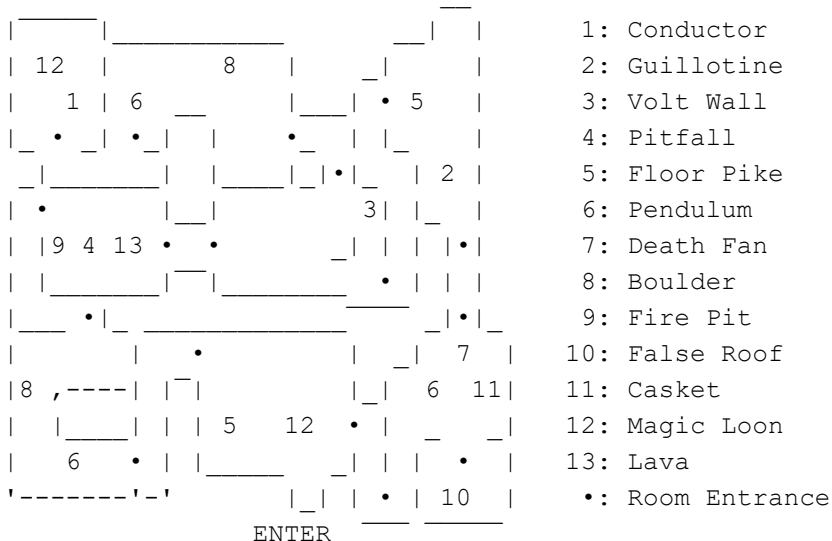 1: Conductor
12 8 2: Guillotine
1 6 5 3: Volt Wall
4: Pitfall
2 5: Floor Pike
3 6: Pendulum
9 4 13 7: Death Fan
8: Boulder
9: Fire Pit
7 10: False Roof
8 6 11 11: Casket
5 12 12: Magic Loon
6 13: Lava
10 •: Room Entrance
ENTER